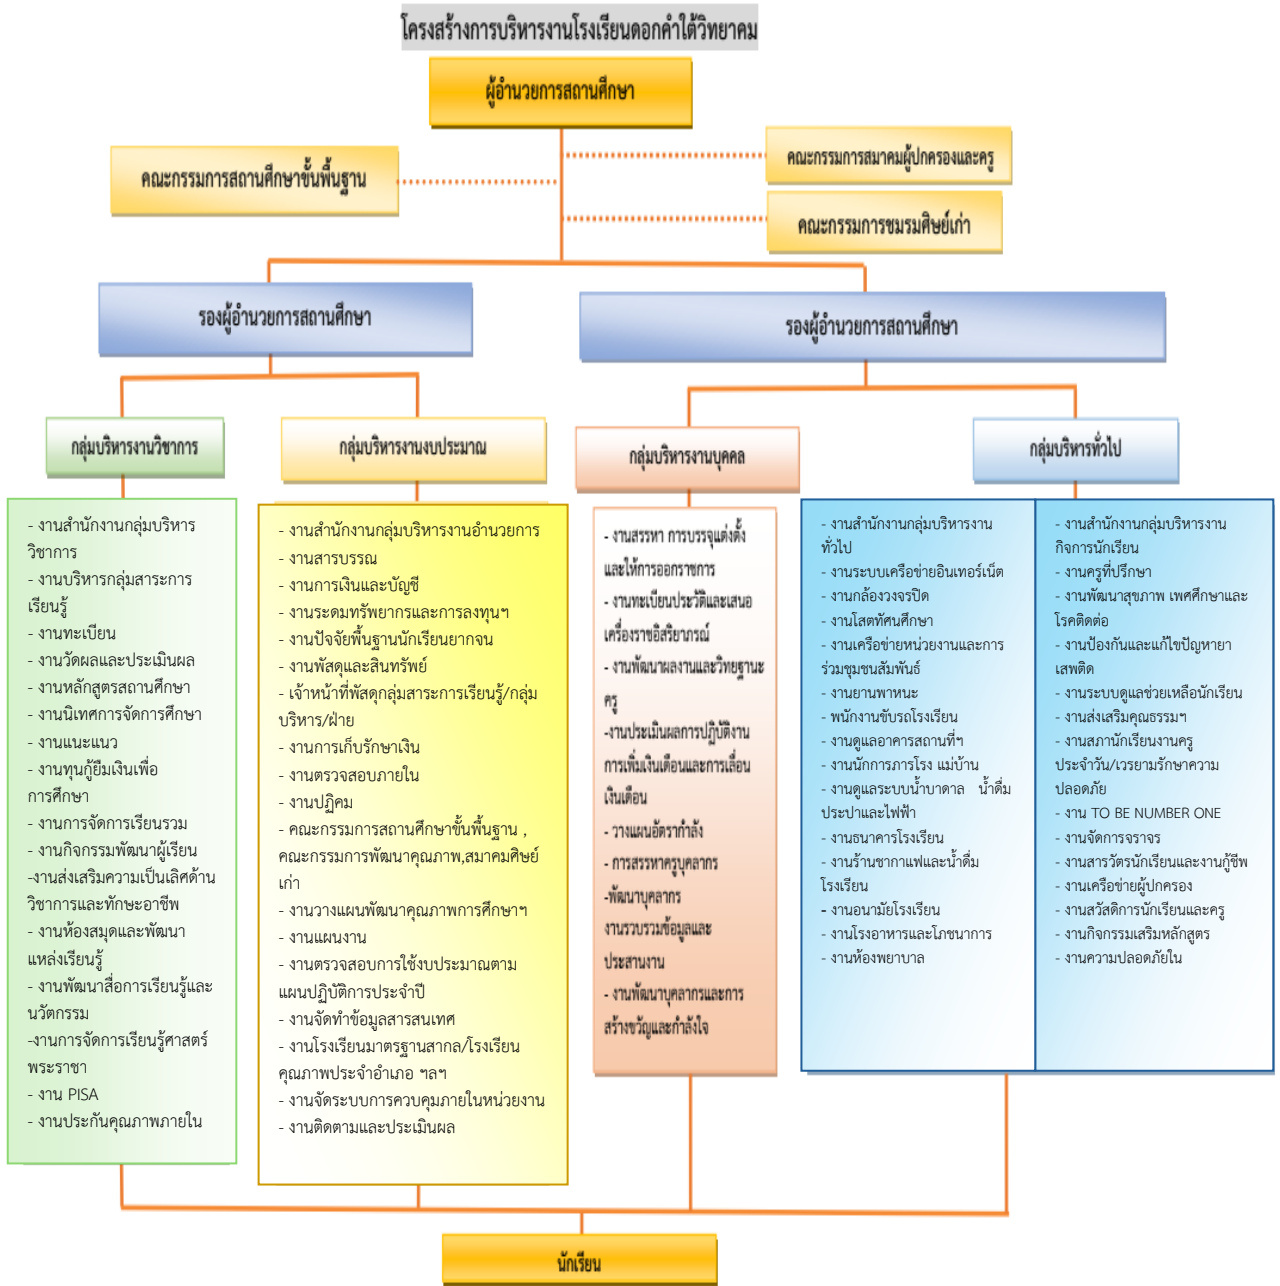 โครงสร้างการบริหารงานโรงเรียนดอกคำใต้วิทยาคม
ผู้อำนวยการสถานศึกษา
คณะกรรมการสถานศึกษาขั้นพื้นฐาน
คณะกรรมการสมาคมผู้ปกครองและครู
คณะกรรมการชมรมศิษย์เก่า
รองผู้อำนวยการสถานศึกษา
รองผู้อำนวยการสถานศึกษา
กลุ่มบริหารงานวิชาการ
กลุ่มบริหารงานงบประมาณ
กลุ่มบริหารงานบุคคล
กลุ่มบริหารทั่วไป
- งานสำนักงานกลุ่มบริหาร
วิชาการ
- งานบริหารกลุ่มสาระการ
เรียนรู้
- งานทะเบียน
- งานวัดผลและประเมินผล
- งานหลักสูตรสถานศึกษา
- งานนิเทศการจัดการศึกษา
- งานแนะแนว
- งานทุนกู้ยืมเงินเพื่อ
การศึกษา
- งานการจัดการเรียนรวม
- งานกิจกรรมพัฒนาผู้เรียน
-งานส่งเสริมความเป็นเลิศด้าน
วิชาการและทักษะอาชีพ
- งานห้องสมุดและพัฒนา
แหล่งเรียนรู้
- งานพัฒนาสื่อการเรียนรู้และ
นวัตกรรม
-งานการจัดการเรียนรู้ศาสตร์
พระราชา
- งาน PISA
- งานประกันคุณภาพภายใน
- งานสำนักงานกลุ่มบริหารงานอำนวยการ
- งานสารบรรณ
- งานการเงินและบัญชี
- งานระดมทรัพยากรและการลงทุนฯ
- งานปัจจัยพื้นฐานนักเรียนยากจน
- งานพัสดุและสินทรัพย์
- เจ้าหน้าที่พัสดุกลุ่มสาระการเรียนรู้/กลุ่ม
บริหาร/ฝ่าย
- งานการเก็บรักษาเงิน
- งานตรวจสอบภายใน
- งานปฏิคม
- คณะกรรมการสถานศึกษาขั้นพื้นฐาน ,
คณะกรรมการพัฒนาคุณภาพ,สมาคมศิษย์
เก่า
- งานวางแผนพัฒนาคุณภาพการศึกษาฯ
- งานแผนงาน
- งานตรวจสอบการใช้งบประมาณตาม
แผนปฏิบัติการประจำปี
- งานจัดทำข้อมูลสารสนเทศ
- งานโรงเรียนมาตรฐานสากล/โรงเรียน
คุณภาพประจำอำเภอ ฯลฯ
- งานจัดระบบการควบคุมภายในหน่วยงาน
- งานติดตามและประเมินผล
- งานสรรหา การบรรจุแต่งตั้ง
และให้การออกราชการ
- งานทะเบียนประวัติและเสนอ
เครื่องราชอิสริยาภรณ์
- งานพัฒนาผลงานและวิทยฐานะ
ครู
-งานประเมินผลการปฏิบัติงาน
การเพิ่มเงินเดือนและการเลื่อน
เงินเดือน
- วางแผนอัตรากำลัง
- การสรรหาครูบุคลากร
-พัฒนาบุคลากร
งานรวบรวมข้อมูลและ
ประสานงาน
- งานพัฒนาบุคลากรและการ
สร้างขวัญและกำลังใจ
- งานสำนักงานกลุ่มบริหารงาน
ทั่วไป
- งานระบบเครือข่ายอินเทอร์เน็ต
- งานกล้องวงจรปิด
- งานโสตทัศนศึกษา
- งานเครือข่ายหน่วยงานและการ
ร่วมชุมชนสัมพันธ์
- งานยานพาหนะ
- พนักงานขับรถโรงเรียน
- งานดูแลอาคารสถานที่ฯ
- งานนักการภารโรง แม่บ้าน
- งานดูแลระบบน้ำบาดาล น้ำดื่ม
ประปาและไฟฟ้า
- งานธนาคารโรงเรียน
- งานร้านชากาแฟและน้ำดื่ม
โรงเรียน
- งานอนามัยโรงเรียน
- งานโรงอาหารและโภชนาการ
- งานห้องพยาบาล
- งานสำนักงานกลุ่มบริหารงาน
กิจการนักเรียน
- งานครูที่ปรึกษา
- งานพัฒนาสุขภาพ เพศศึกษาและ
โรคติดต่อ
- งานป้องกันและแก้ไขปัญหายา
เสพติด
- งานระบบดูแลช่วยเหลือนักเรียน
- งานส่งเสริมคุณธรรมฯ
- งานสภานักเรียนงานครู
ประจำวัน/เวรยามรักษาความ
ปลอดภัย
- งาน TO BE NUMBER ONE
- งานจัดการจราจร
- งานสารวัตรนักเรียนและงานกู้ชีพ
- งานเครือข่ายผู้ปกครอง
- งานสวัสดิการนักเรียนและครู
- งานกิจกรรมเสริมหลักสูตร
- งานความปลอดภัยใน
นักเรียน